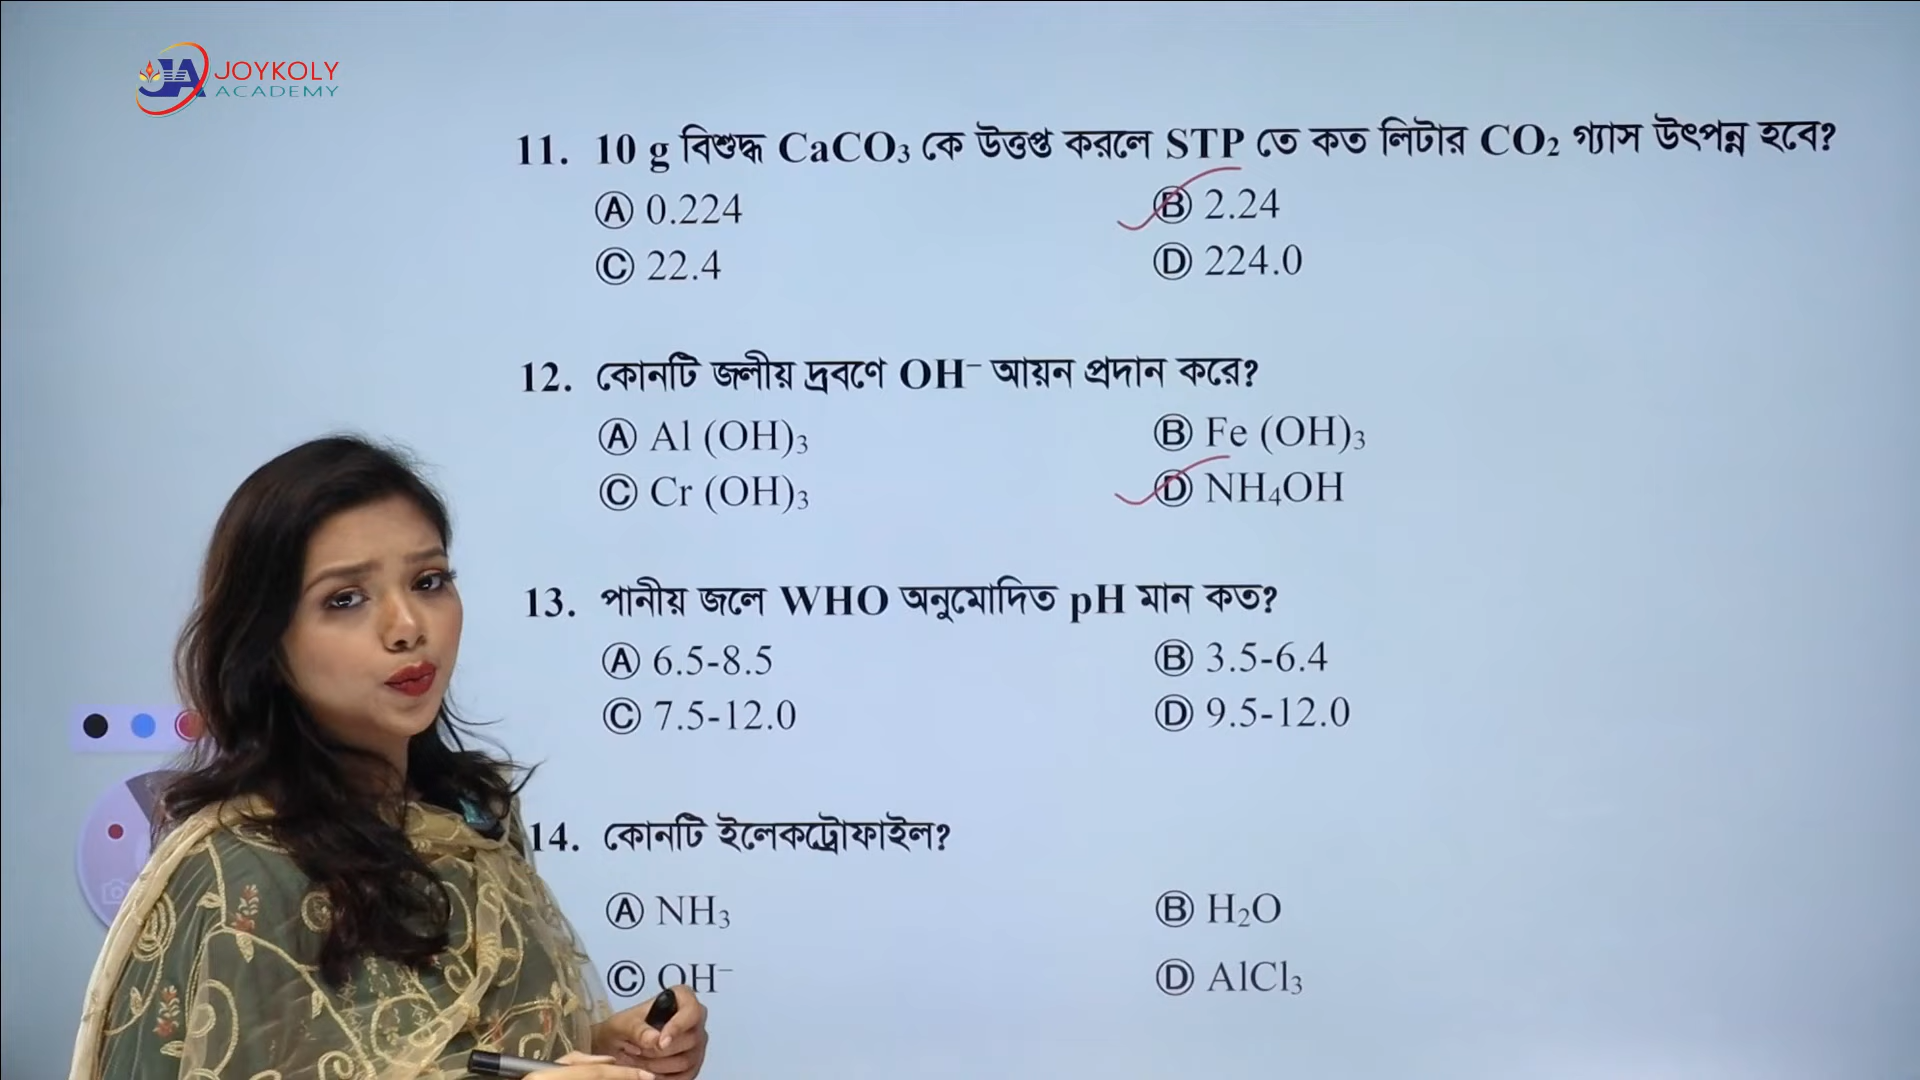 JA JOYKOLY
ACADEMY
11. 10 g বিশুদ্ধ CaCO₃ কে উত্তপ্ত করলে STP তে কত লিটার CO₂ গ্যাস উৎপন্ন হবে?
Ⓐ 0.224 Ⓑ 2.24
Ⓒ 22.4 Ⓓ 224.0
12. কোনটি জলীয় দ্রবণে OH⁻ আয়ন প্রদান করে?
Ⓐ Al (OH)₃ Ⓑ Fe (OH)₃
Ⓒ Cr (OH)₃ Ⓓ NH₄OH
13. পানীয় জলে WHO অনুমোদিত pH মান কত?
Ⓐ 6.5-8.5 Ⓑ 3.5-6.4
Ⓒ 7.5-12.0 Ⓓ 9.5-12.0
14. কোনটি ইলেকট্রোফাইল?
Ⓐ NH₃ Ⓑ H₂O
Ⓒ OH⁻ Ⓓ AlCl₃